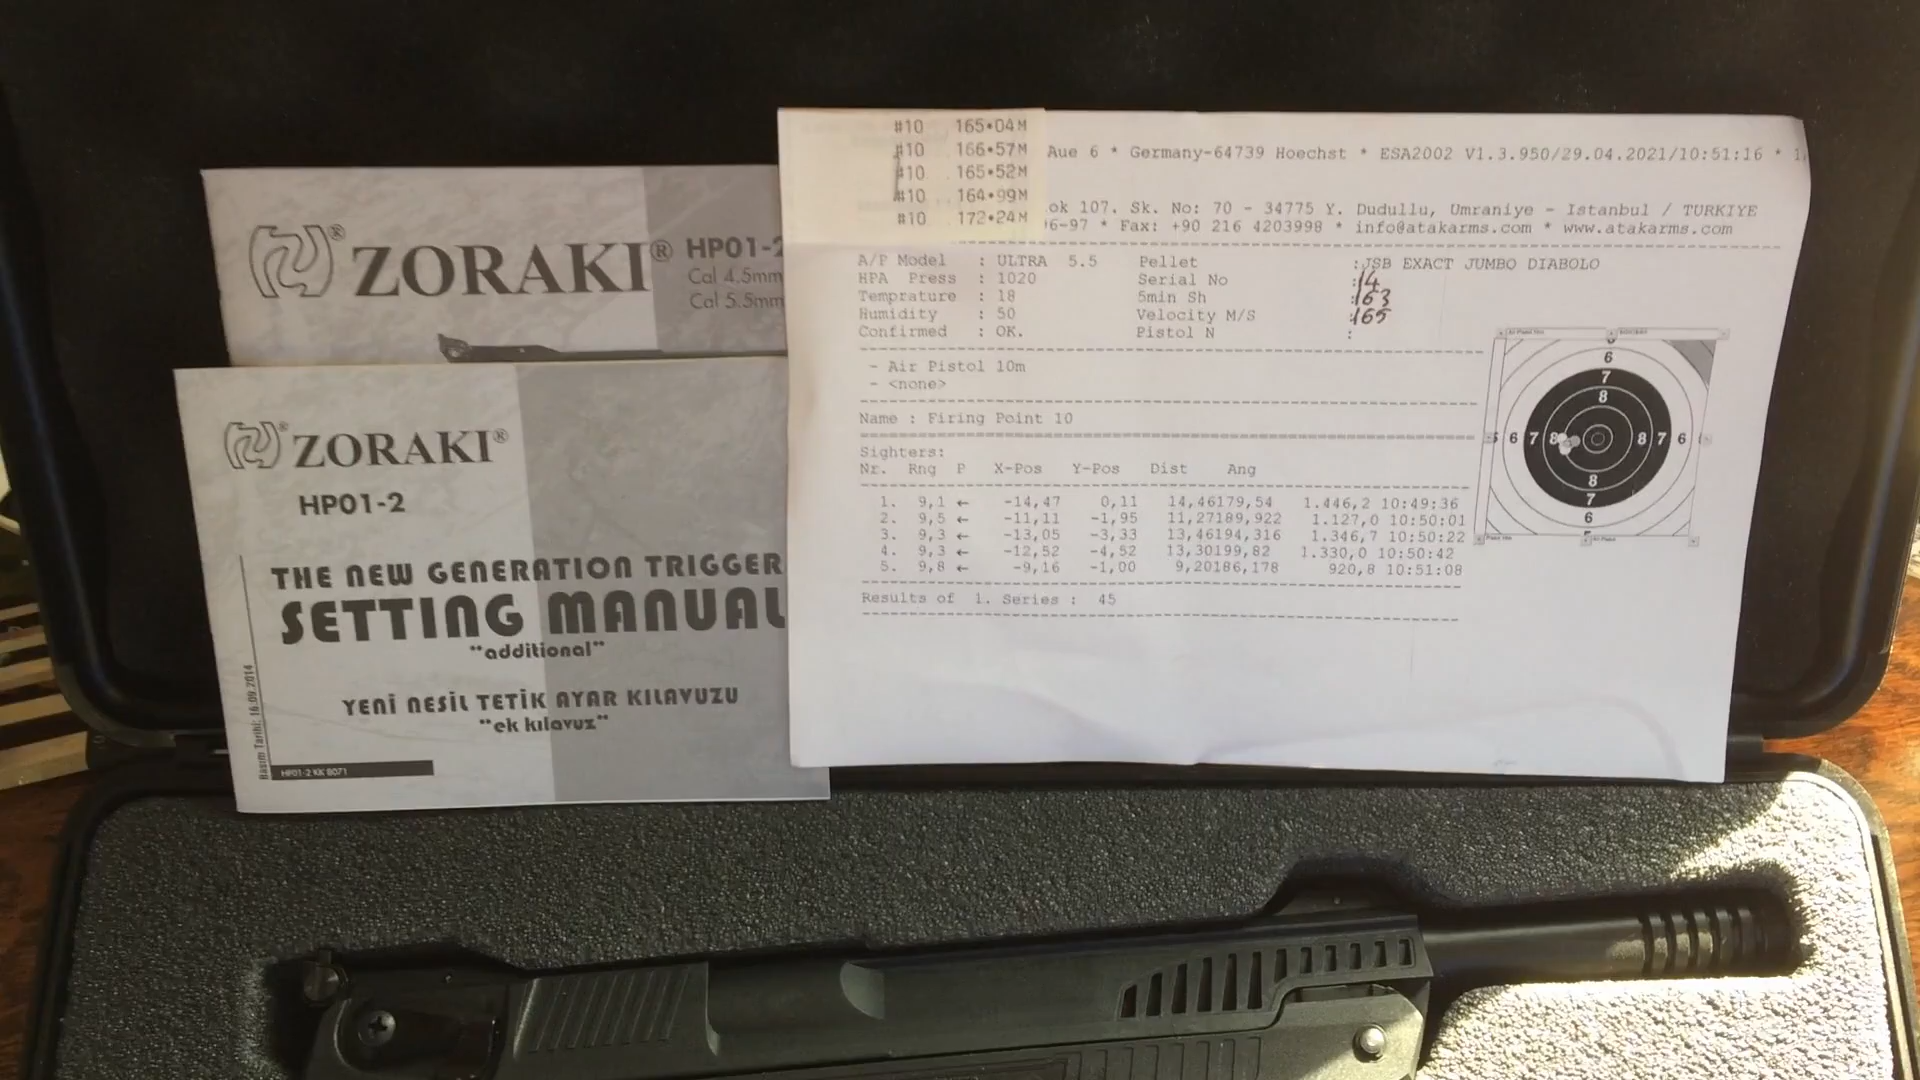 ZORAKI®
HP01-2
Cal 4.5mm
Cal 5.5mm
ZORAKI®
HP01-2
THE NEW GENERATION TRIGGER
SETTING MANUAL
"additional"
YENİ NESİL TETİK AYAR KILAVUZU
"ek kılavuz"
Basım Tarihi: 16.09.2014
HP01-2 KK 8071
#10 165•04M
#10 166•57M
#10 165•52M
#10 164•99M
#10 172•24M
Aue 6 * Germany-64739 Hoechst * ESA2002 V1.3.950/29.04.2021/10:51:16 *
107. Sk. No: 70 - 34775 Y. Dudullu, Umraniye - Istanbul / TURKIYE
6-97 * Fax: +90 216 4203998 * info@atakarms.com * www.atakarms.com
A/P Model : ULTRA 5.5 Pellet :JSB EXACT JUMBO DIABOLO
HPA Press : 1020 Serial No :14
Temprature : 18 5min Sh :163
Humidity : 50 Velocity M/S :165
Confirmed : OK. Pistol N :
- Air Pistol 10m
- <none>
Name : Firing Point 10
Sighters:
Nr. Rng P X-Pos Y-Pos Dist Ang
1. 9,1 ← -14,47 0,11 14,46179,54 1.446,2 10:49:36
2. 9,5 ← -11,11 -1,95 11,27189,922 1.127,0 10:50:01
3. 9,3 ← -13,05 -3,33 13,46194,316 1.346,7 10:50:22
4. 9,3 ← -12,52 -4,52 13,30199,82 1.330,0 10:50:42
5. 9,8 ← -9,16 -1,00 9,20186,178 920,8 10:51:08
Results of 1. Series : 45
6
7
8
6 7 8 8 7 6
8
7
6